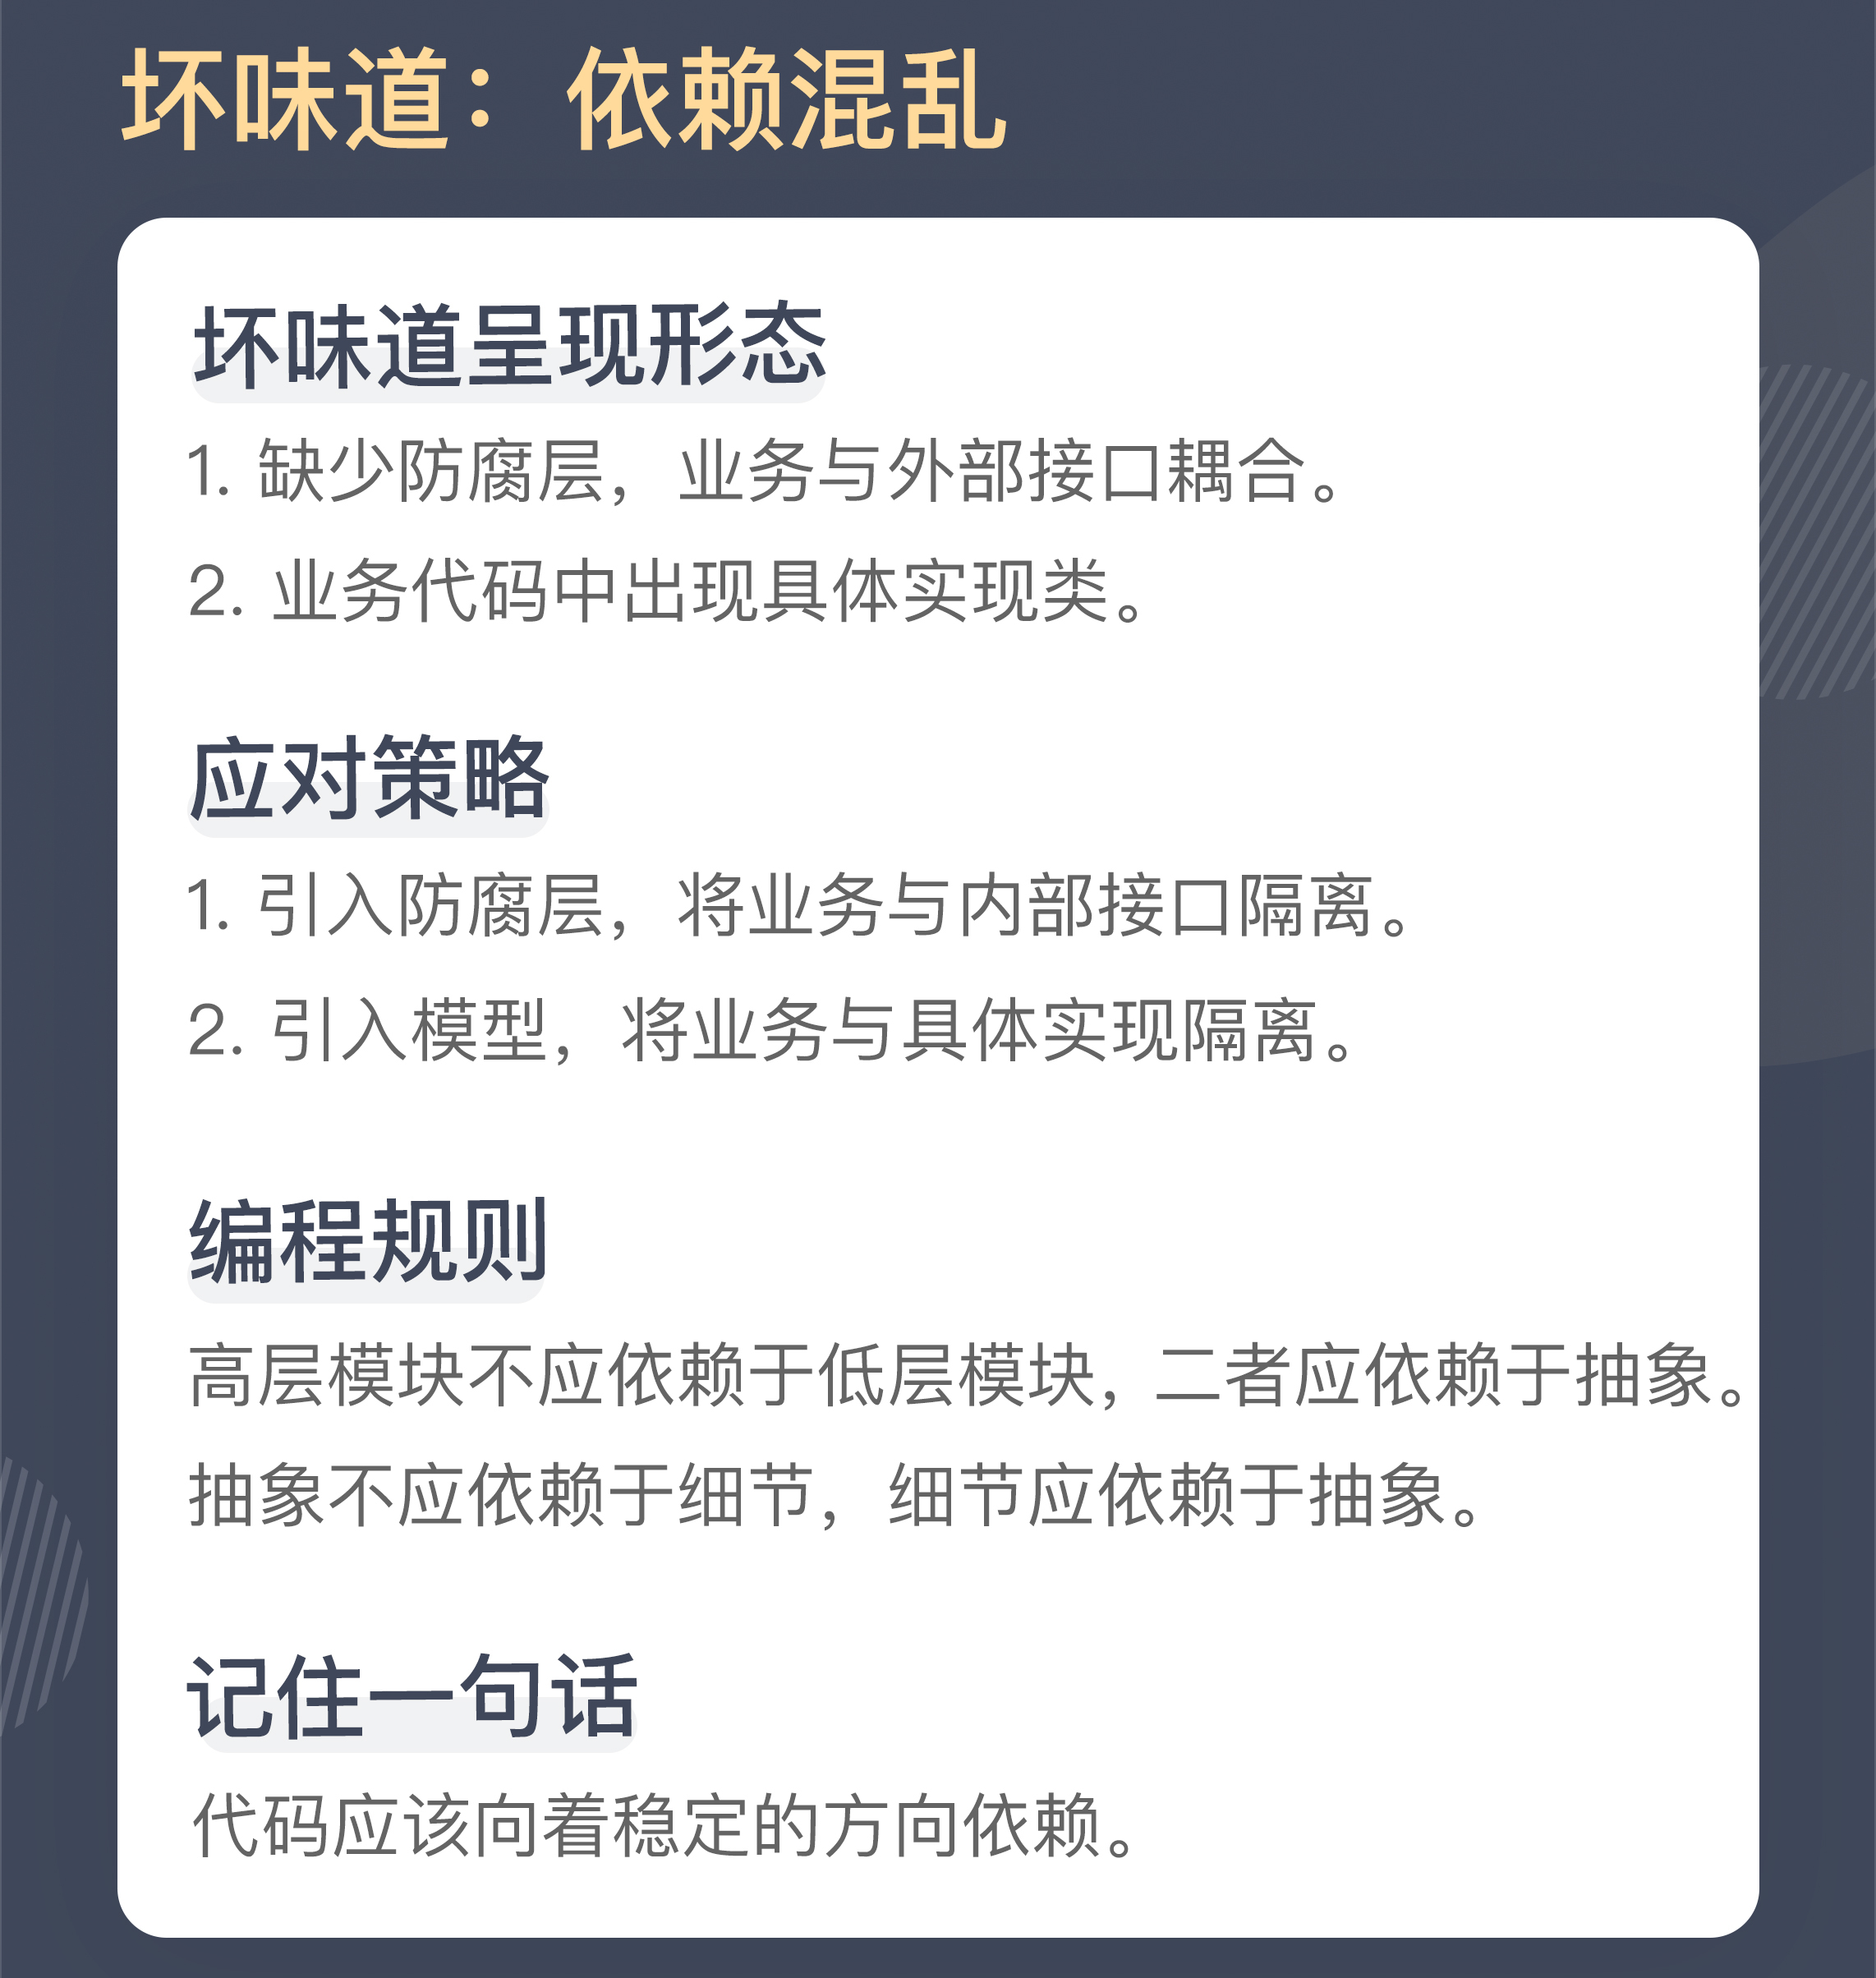 坏味道：依赖混乱
坏味道呈现形态
1. 缺少防腐层，业务与外部接口耦合。
2. 业务代码中出现具体实现类。
应对策略
1. 引入防腐层，将业务与内部接口隔离。
2. 引入模型，将业务与具体实现隔离。
编程规则
高层模块不应依赖于低层模块，二者应依赖于抽象。
抽象不应依赖于细节，细节应依赖于抽象。
记住一句话
代码应该向着稳定的方向依赖。